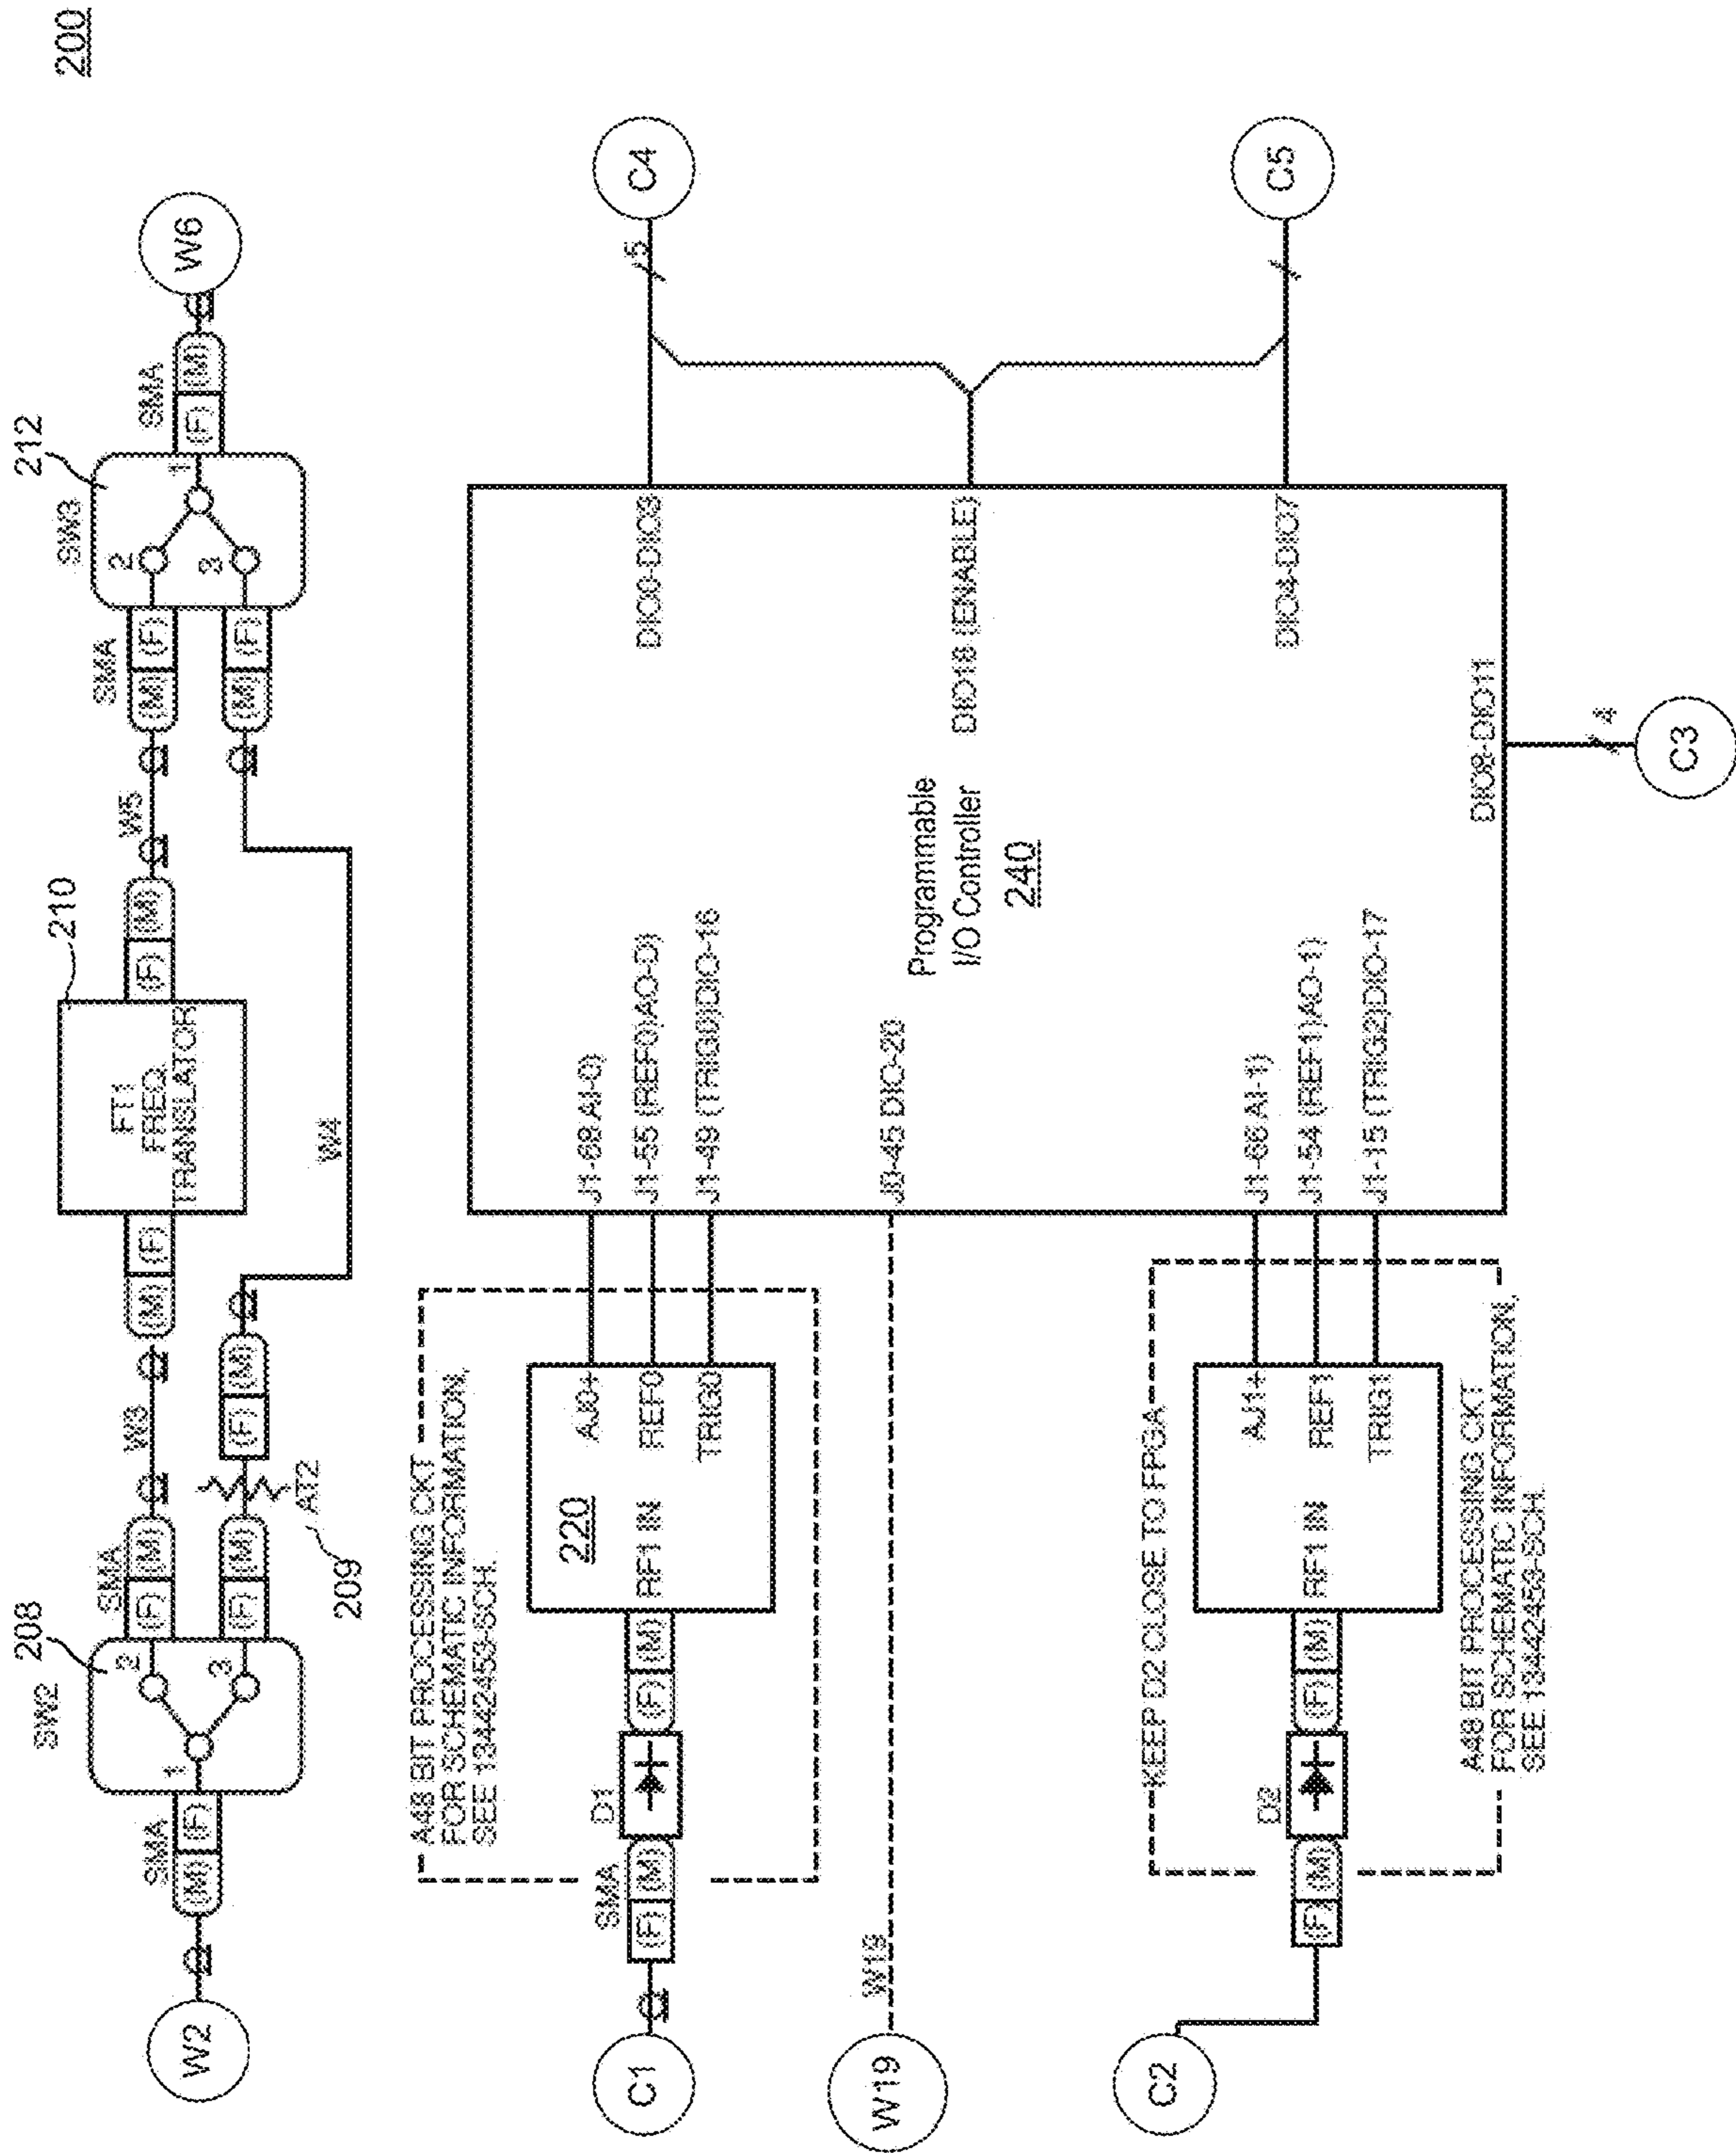 200
W2
SMA
(M) (F)
SW2
208
1
2
3
SMA
(F) (M)
(F) (M)
W3
AT2
209
(F) (M)
W4
(M) (F)
FT1
FREQ
TRANSLATOR
210
(F) (M)
W5
SMA
(M) (F)
(M) (F)
SW3
212
2
3
1
SMA
(F) (M)
W6
A48 BIT PROCESSING CKT
FOR SCHEMATIC INFORMATION,
SEE 13442453-SCH.
C1
SMA
(F) (M)
D1
(F) (M)
220
RF1 IN
AJ0+
REF0
TRIG0
W19
W19
KEEP D2 CLOSE TO FPGA
C2
(F) (M)
D2
(F) (M)
RF1 IN
AJ1+
REF1
TRIG1
A48 BIT PROCESSING CKT
FOR SCHEMATIC INFORMATION,
SEE 13442453-SCH.
J1-68 AI-0)
J1-55 (REF0)AO-0)
J1-49 (TRIG0)DIO-16
J0-45 DIO-20
J1-66 AI-1)
J1-54 (REF1)AO-1)
J1-15 (TRIG2)DIO-17
Programmable
I/O Controller
240
DIO0-DIO3
DIO18 (ENABLE)
DIO4-DIO7
DIO8-DIO11
5
C4
C5
4
C3